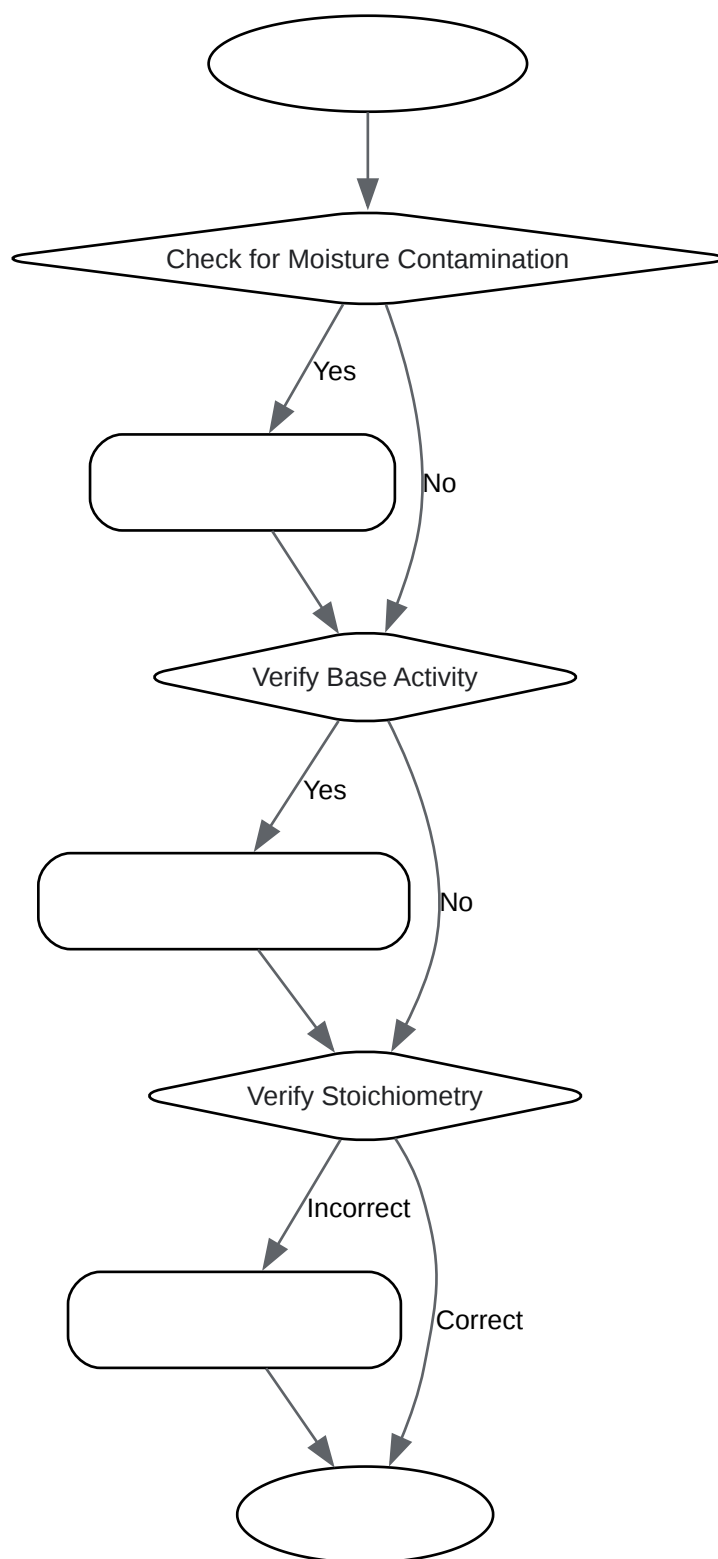 Check for Moisture Contamination
Yes
No
Verify Base Activity
Yes
No
Verify Stoichiometry
Incorrect
Correct